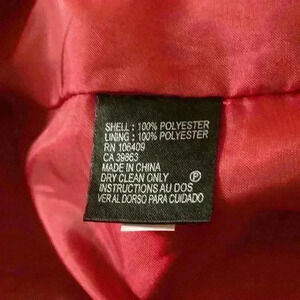 SHELL : 100% POLYESTER
LINING : 100% POLYESTER
RN 106409
CA 39863
MADE IN CHINA
DRY CLEAN ONLY P
INSTRUCTIONS AU DOS
VER AL DORSO PARA CUIDADO